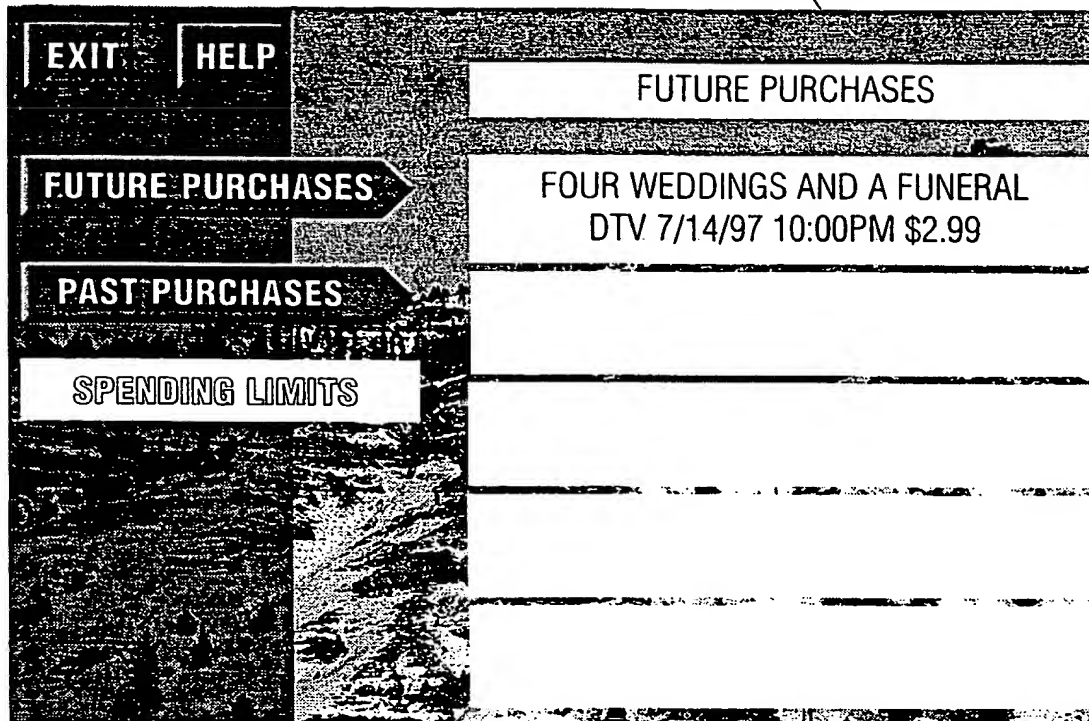 EXIT HELP
FUTURE PURCHASES
FUTURE PURCHASES
PAST PURCHASES
SPENDING LIMITS
FOUR WEDDINGS AND A FUNERAL
DTV 7/14/97 10:00PM $2.99